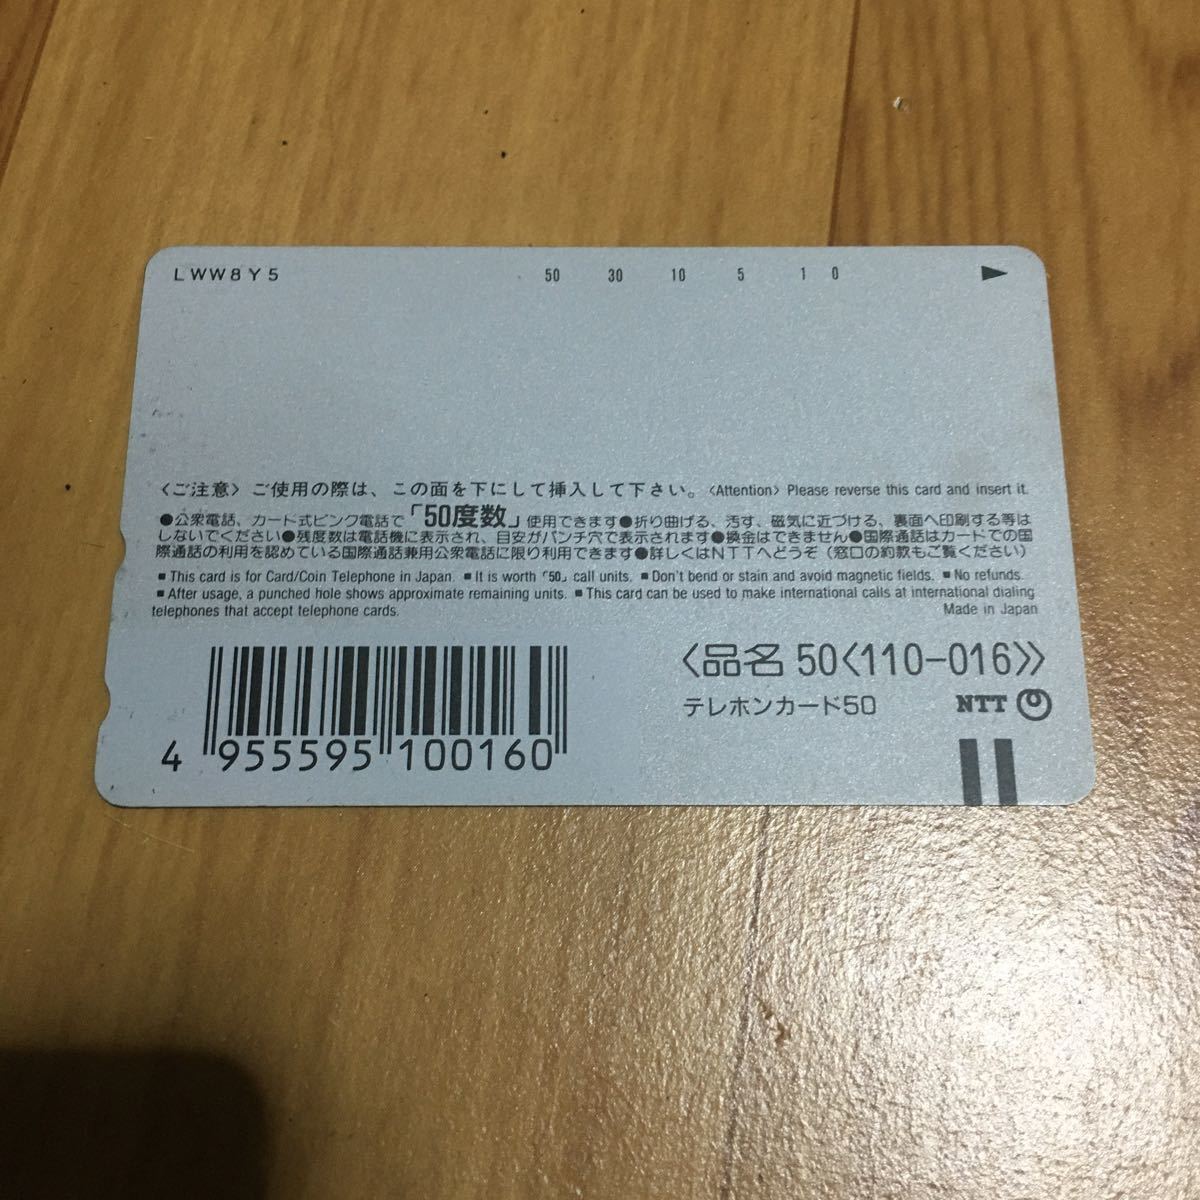 LWW8Y5 50 30 10 5 1 0
〈ご注意〉ご使用の際は、この面を下にして挿入して下さい。〈Attention〉Please reverse this card and insert it.
●公衆電話、カード式ピンク電話で「50度数」使用できます●折り曲げる、汚す、磁気に近づける、裏面へ印刷する等は
しないでください●残度数は電話機に表示され、目安がパンチ穴で表示されます●換金はできません●国際通話はカードでの国
際通話の利用を認めている国際通話兼用公衆電話に限り利用できます●詳しくはNTTへどうぞ（窓口の約款もご覧ください）
■This card is for Card/Coin Telephone in Japan. ■It is worth「50」call units. ■Don't bend or stain and avoid magnetic fields. ■No refunds.
■After usage, a punched hole shows approximate remaining units. ■This card can be used to make international calls at international dialing
telephones that accept telephone cards. Made in Japan
〈品名 50〈110-016〉〉
テレホンカード50 NTT
4 955595 100160